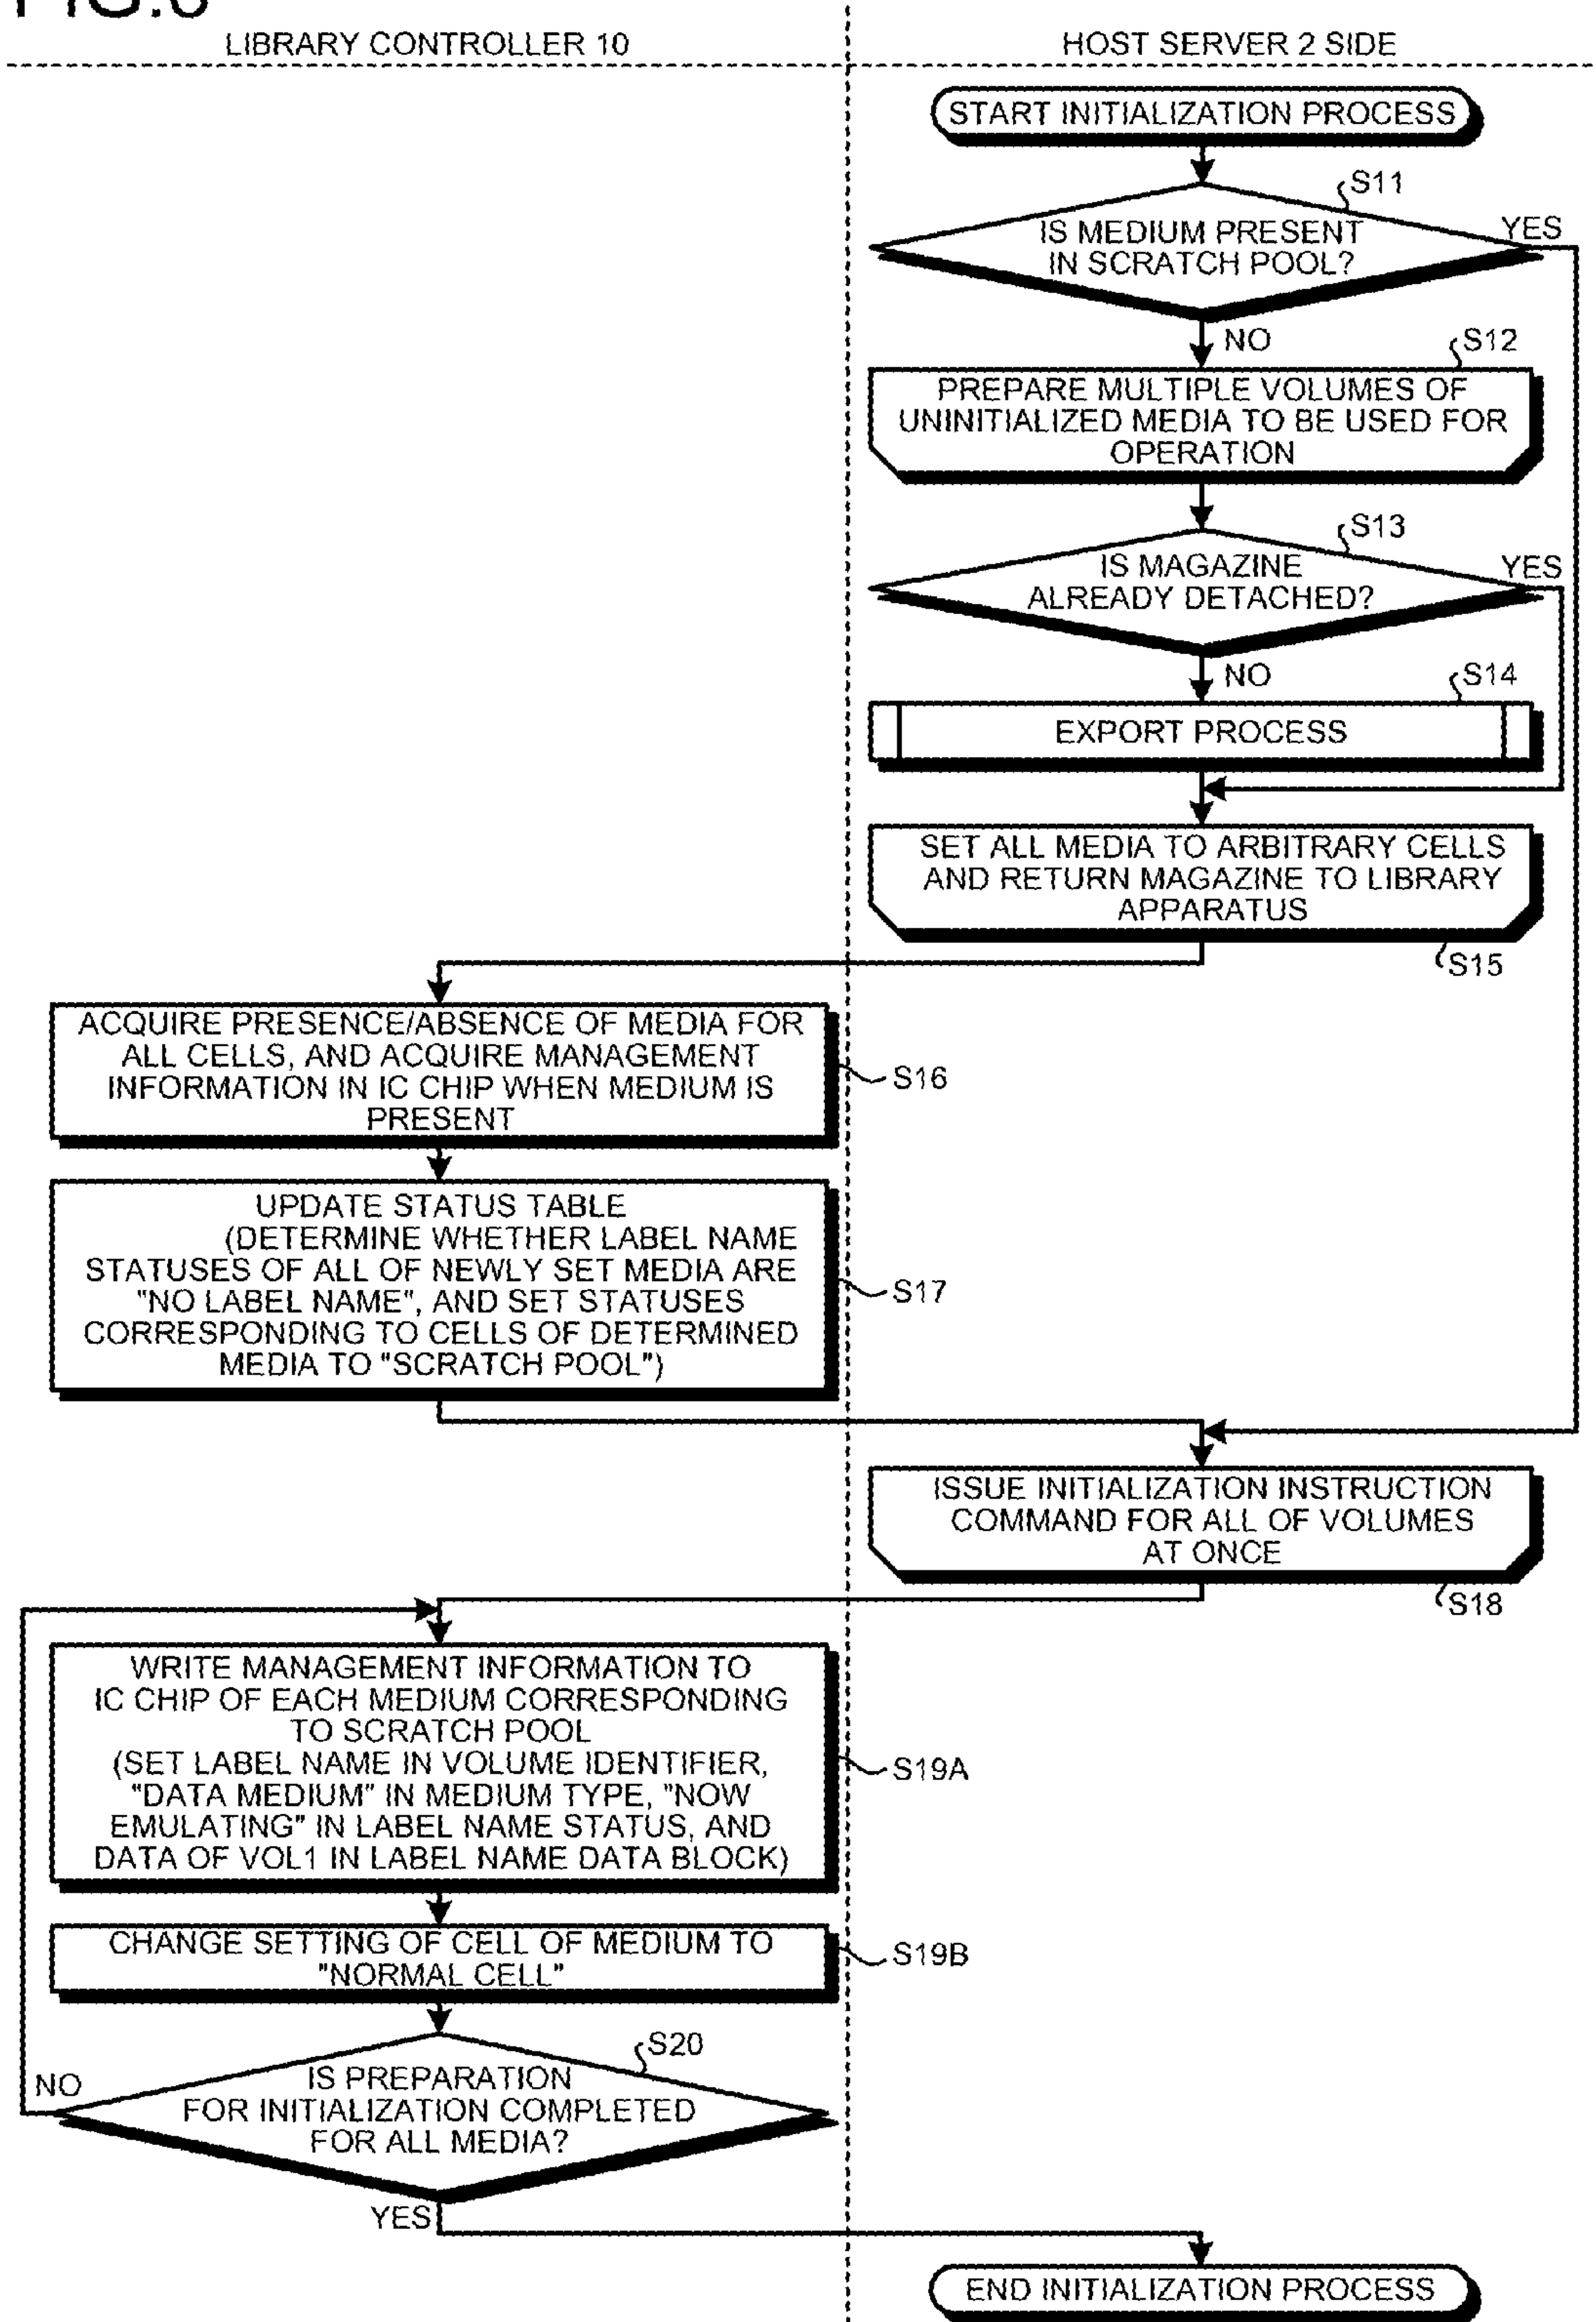 LIBRARY CONTROLLER 10
HOST SERVER 2 SIDE
START INITIALIZATION PROCESS
S11
IS MEDIUM PRESENT
IN SCRATCH POOL?
YES
NO
S12
PREPARE MULTIPLE VOLUMES OF
UNINITIALIZED MEDIA TO BE USED FOR
OPERATION
S13
IS MAGAZINE
ALREADY DETACHED?
YES
NO
S14
EXPORT PROCESS
SET ALL MEDIA TO ARBITRARY CELLS
AND RETURN MAGAZINE TO LIBRARY
APPARATUS
S15
ACQUIRE PRESENCE/ABSENCE OF MEDIA FOR
ALL CELLS, AND ACQUIRE MANAGEMENT
INFORMATION IN IC CHIP WHEN MEDIUM IS
PRESENT
S16
UPDATE STATUS TABLE
(DETERMINE WHETHER LABEL NAME
STATUSES OF ALL OF NEWLY SET MEDIA ARE
"NO LABEL NAME", AND SET STATUSES
CORRESPONDING TO CELLS OF DETERMINED
MEDIA TO "SCRATCH POOL")
S17
ISSUE INITIALIZATION INSTRUCTION
COMMAND FOR ALL OF VOLUMES
AT ONCE
S18
WRITE MANAGEMENT INFORMATION TO
IC CHIP OF EACH MEDIUM CORRESPONDING
TO SCRATCH POOL
(SET LABEL NAME IN VOLUME IDENTIFIER,
"DATA MEDIUM" IN MEDIUM TYPE, "NOW
EMULATING" IN LABEL NAME STATUS, AND
DATA OF VOL1 IN LABEL NAME DATA BLOCK)
S19A
CHANGE SETTING OF CELL OF MEDIUM TO
"NORMAL CELL"
S19B
S20
IS PREPARATION
FOR INITIALIZATION COMPLETED
FOR ALL MEDIA?
NO
YES
END INITIALIZATION PROCESS